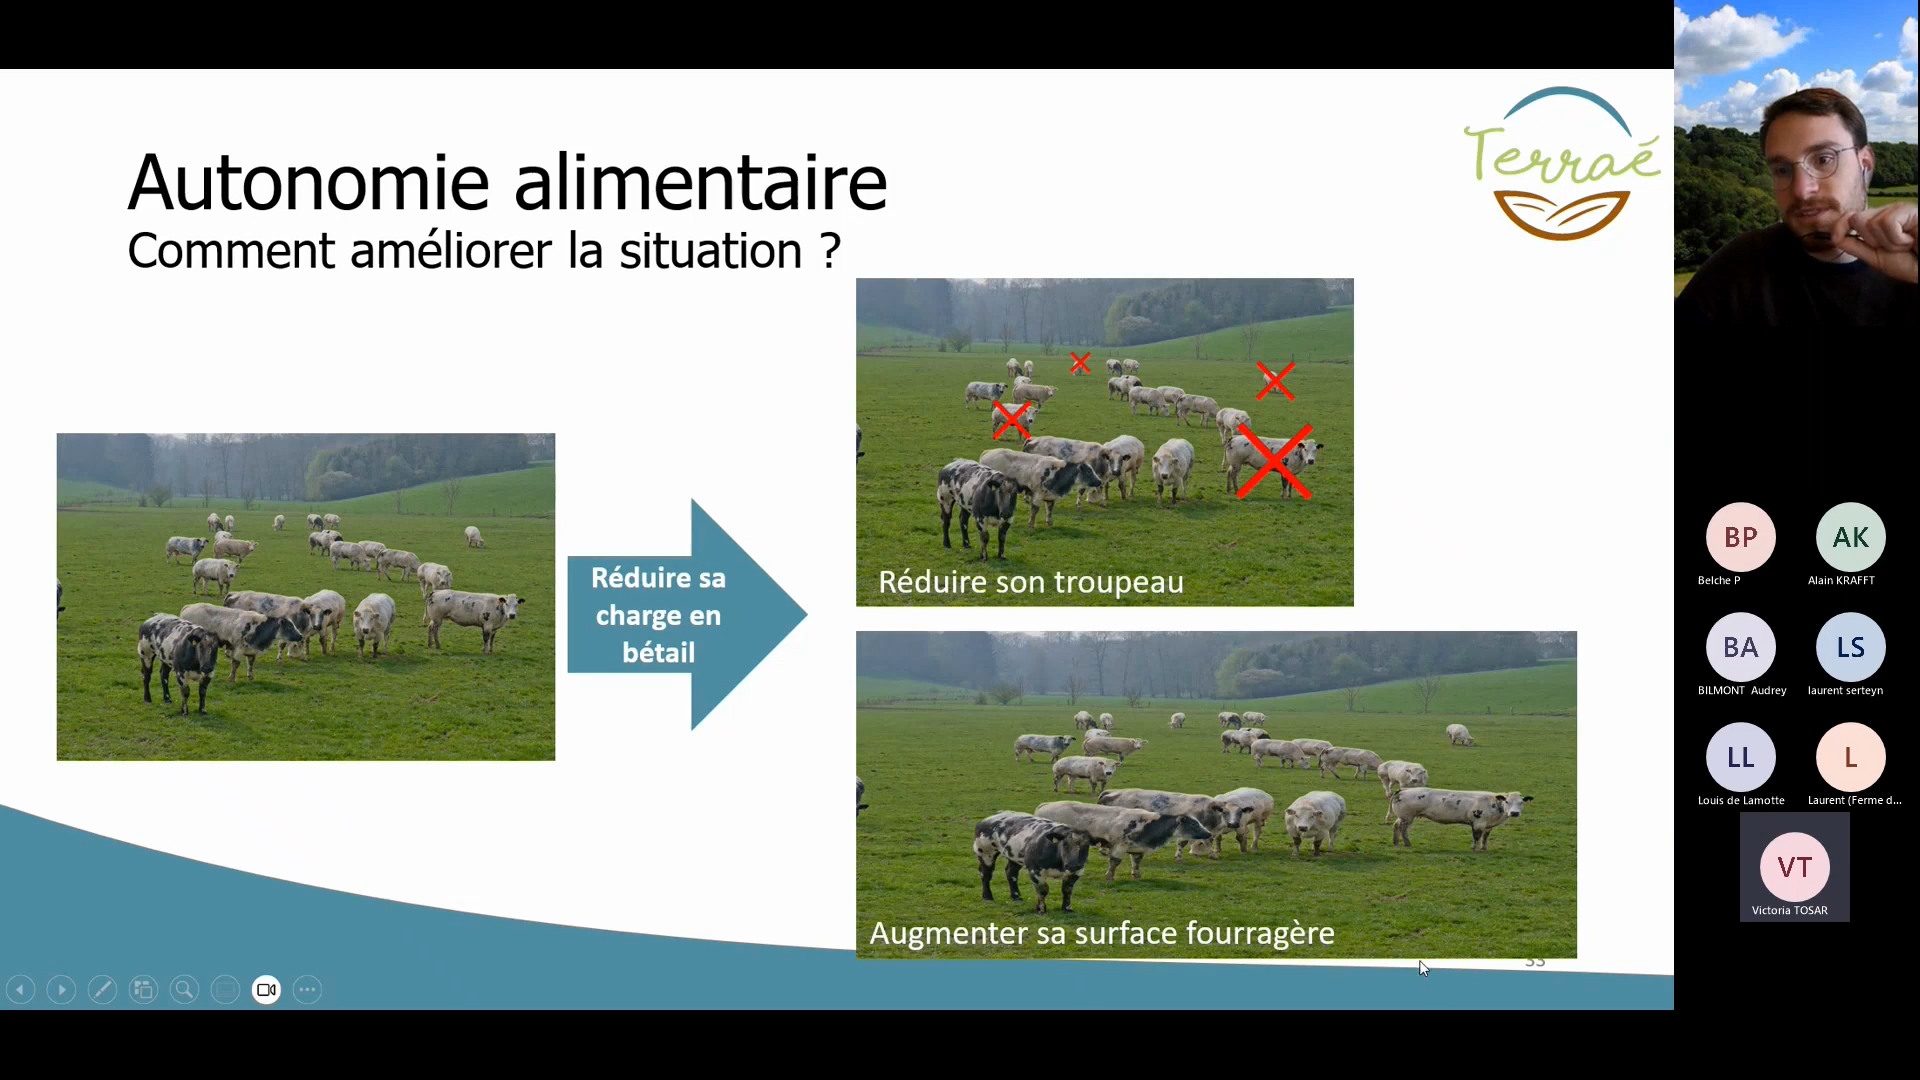 Terraé
Autonomie alimentaire
Comment améliorer la situation ?
Réduire sa
charge en
bétail
Réduire son troupeau
Augmenter sa surface fourragère
33
BP
Belche P
AK
Alain KRAFFT
BA
BILMONT Audrey
LS
laurent serteyn
LL
Louis de Lamotte
L
Laurent (Ferme d...
VT
Victoria TOSAR